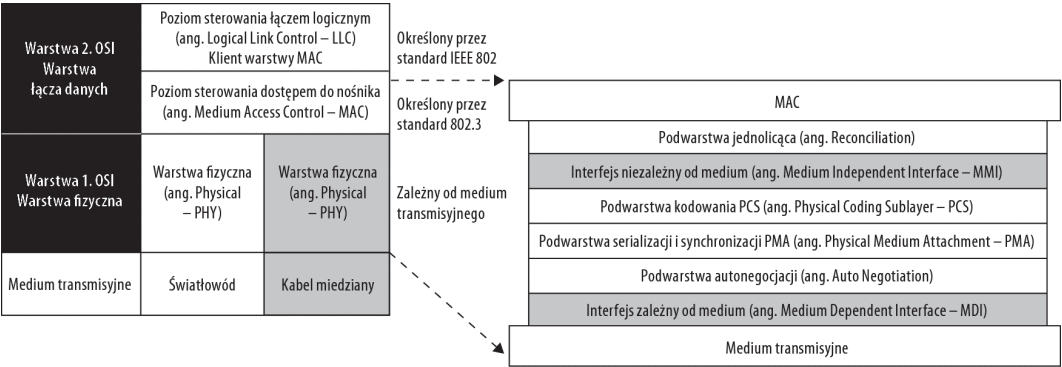 Warstwa 2. OSI
Warstwa
łącza danych
Poziom sterowania łączem logicznym
(ang. Logical Link Control – LLC)
Klient warstwy MAC
Poziom sterowania dostępem do nośnika
(ang. Medium Access Control – MAC)
Określony przez
standard IEEE 802
Określony przez
standard 802.3
Warstwa 1. OSI
Warstwa fizyczna
Warstwa fizyczna
(ang. Physical
– PHY)
Warstwa fizyczna
(ang. Physical
– PHY)
Zależny od medium
transmisyjnego
Medium transmisyjne
Światłowód
Kabel miedziany
MAC
Podwarstwa jednolicąca (ang. Reconciliation)
Interfejs niezależny od medium (ang. Medium Independent Interface – MMI)
Podwarstwa kodowania PCS (ang. Physical Coding Sublayer – PCS)
Podwarstwa serializacji i synchronizacji PMA (ang. Physical Medium Attachment – PMA)
Podwarstwa autonegocjacji (ang. Auto Negotiation)
Interfejs zależny od medium (ang. Medium Dependent Interface – MDI)
Medium transmisyjne